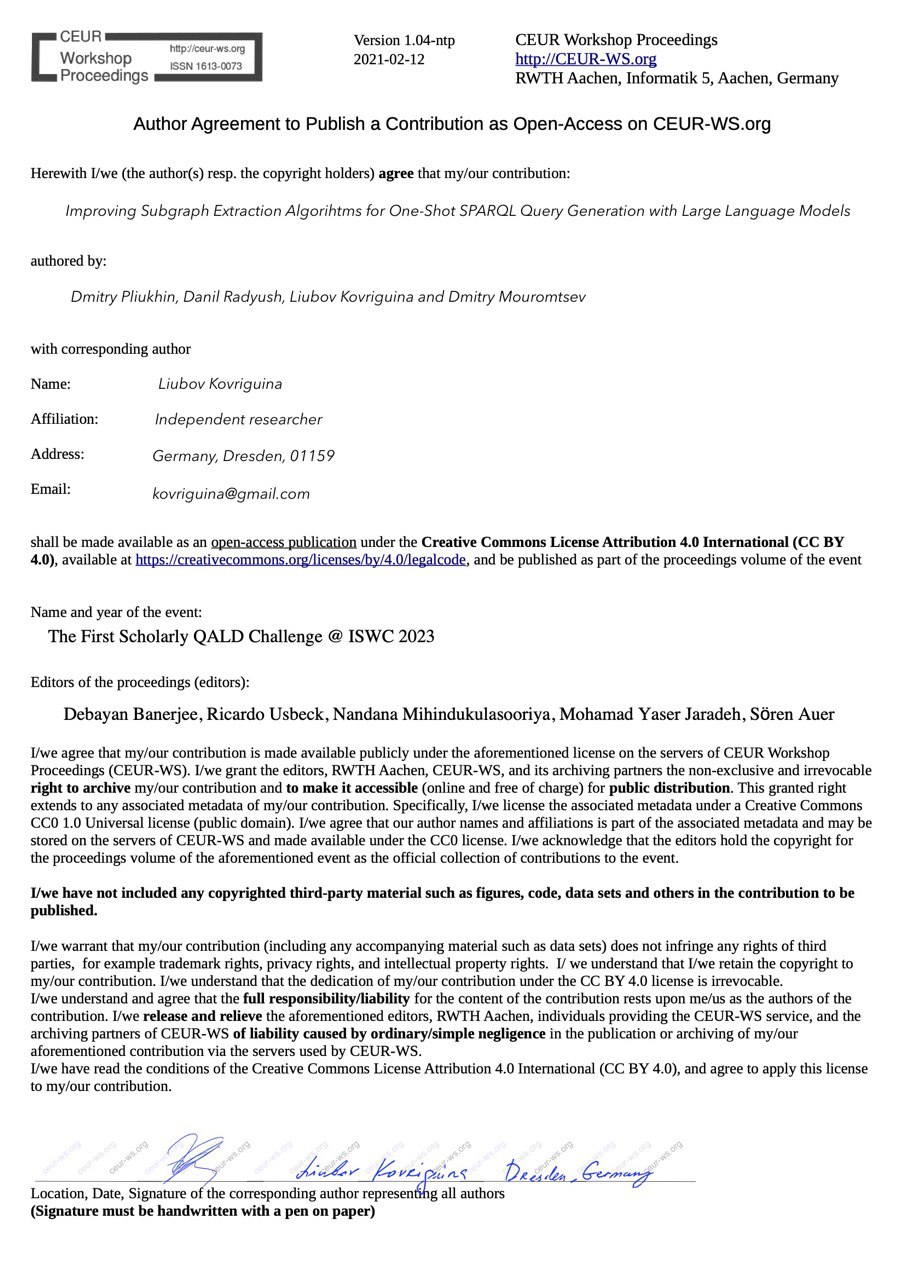 CEUR
Workshop
Proceedings
http://ceur-ws.org
ISSN 1613-0073
Version 1.04-ntp
2021-02-12
CEUR Workshop Proceedings
http://CEUR-WS.org
RWTH Aachen, Informatik 5, Aachen, Germany
Author Agreement to Publish a Contribution as Open-Access on CEUR-WS.org
Herewith I/we (the author(s) resp. the copyright holders) agree that my/our contribution:
Improving Subgraph Extraction Algorihtms for One-Shot SPARQL Query Generation with Large Language Models
authored by:
Dmitry Pliukhin, Danil Radyush, Liubov Kovriguina and Dmitry Mouromtsev
with corresponding author
Name: Liubov Kovriguina
Affiliation: Independent researcher
Address: Germany, Dresden, 01159
Email: kovriguina@gmail.com
shall be made available as an open-access publication under the Creative Commons License Attribution 4.0 International (CC BY
4.0), available at https://creativecommons.org/licenses/by/4.0/legalcode, and be published as part of the proceedings volume of the event
Name and year of the event:
The First Scholarly QALD Challenge @ ISWC 2023
Editors of the proceedings (editors):
Debayan Banerjee, Ricardo Usbeck, Nandana Mihindukulasooriya, Mohamad Yaser Jaradeh, Sören Auer
I/we agree that my/our contribution is made available publicly under the aforementioned license on the servers of CEUR Workshop
Proceedings (CEUR-WS). I/we grant the editors, RWTH Aachen, CEUR-WS, and its archiving partners the non-exclusive and irrevocable
right to archive my/our contribution and to make it accessible (online and free of charge) for public distribution. This granted right
extends to any associated metadata of my/our contribution. Specifically, I/we license the associated metadata under a Creative Commons
CC0 1.0 Universal license (public domain). I/we agree that our author names and affiliations is part of the associated metadata and may be
stored on the servers of CEUR-WS and made available under the CC0 license. I/we acknowledge that the editors hold the copyright for
the proceedings volume of the aforementioned event as the official collection of contributions to the event.
I/we have not included any copyrighted third-party material such as figures, code, data sets and others in the contribution to be
published.
I/we warrant that my/our contribution (including any accompanying material such as data sets) does not infringe any rights of third
parties, for example trademark rights, privacy rights, and intellectual property rights. I/ we understand that I/we retain the copyright to
my/our contribution. I/we understand that the dedication of my/our contribution under the CC BY 4.0 license is irrevocable.
I/we understand and agree that the full responsibility/liability for the content of the contribution rests upon me/us as the authors of the
contribution. I/we release and relieve the aforementioned editors, RWTH Aachen, individuals providing the CEUR-WS service, and the
archiving partners of CEUR-WS of liability caused by ordinary/simple negligence in the publication or archiving of my/our
aforementioned contribution via the servers used by CEUR-WS.
I/we have read the conditions of the Creative Commons License Attribution 4.0 International (CC BY 4.0), and agree to apply this license
to my/our contribution.
ceur-ws.org ceur-ws.org ceur-ws.org ceur-ws.org ceur-ws.org ceur-ws.org ceur-ws.org
Liubov Kovriguina Dresden, Germany
Location, Date, Signature of the corresponding author representing all authors
(Signature must be handwritten with a pen on paper)